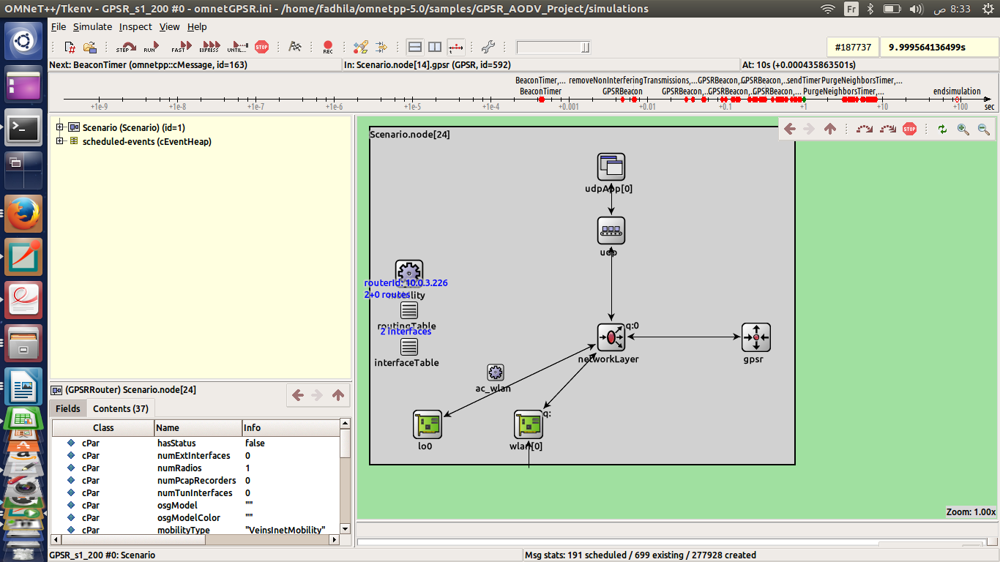 OMNeT++/Tkenv - GPSR_s1_200 #0 - omnetGPSR.ini - /home/fadhila/omnetpp-5.0/samples/GPSR_AODV_Project/simulations
Fr
8:33 ص
File Simulate Inspect View Help
STEP RUN FAST EXPRESS UNTIL... STOP REC
#187737 9.999564136499s
Next: BeaconTimer (omnetpp::cMessage, id=163) In: Scenario.node[14].gpsr (GPSR, id=592) At: 10s (+0.000435863501s)
BeaconTimer,... removeNonInterferingTransmissions,... GPSRBeacon,... GPSRBeacon,...sendTimer PurgeNeighborsTimer,...
BeaconTimer GPSRBeacon GPSRBeacon,... GPSRBeacon,... GPSRBeacon,... PurgeNeighborsTimer,... endsimulation
+1e-9 +1e-8 +1e-7 +1e-6 +1e-5 +1e-4 +0.001 +0.01 +0.1 +1 +10 +100 sec
Scenario (Scenario) (id=1)
scheduled-events (cEventHeap)
Scenario.node[24]
STOP
udpApp[0]
udp
routerId: 10.0.3.226
2+0 routes
mobility
routingTable
2 interfaces
interfaceTable
q:0
networkLayer
gpsr
ac_wlan
q:
lo0
wlan[0]
Zoom: 1.00x
(GPSRRouter) Scenario.node[24]
Fields Contents (37)
Class Name Info
cPar hasStatus false
cPar numExtInterfaces 0
cPar numRadios 1
cPar numPcapRecorders 0
cPar numTunInterfaces 0
cPar osgModel ""
cPar osgModelColor ""
cPar mobilityType "VeinsInetMobility"
GPSR_s1_200 #0: Scenario
Msg stats: 191 scheduled / 699 existing / 277928 created